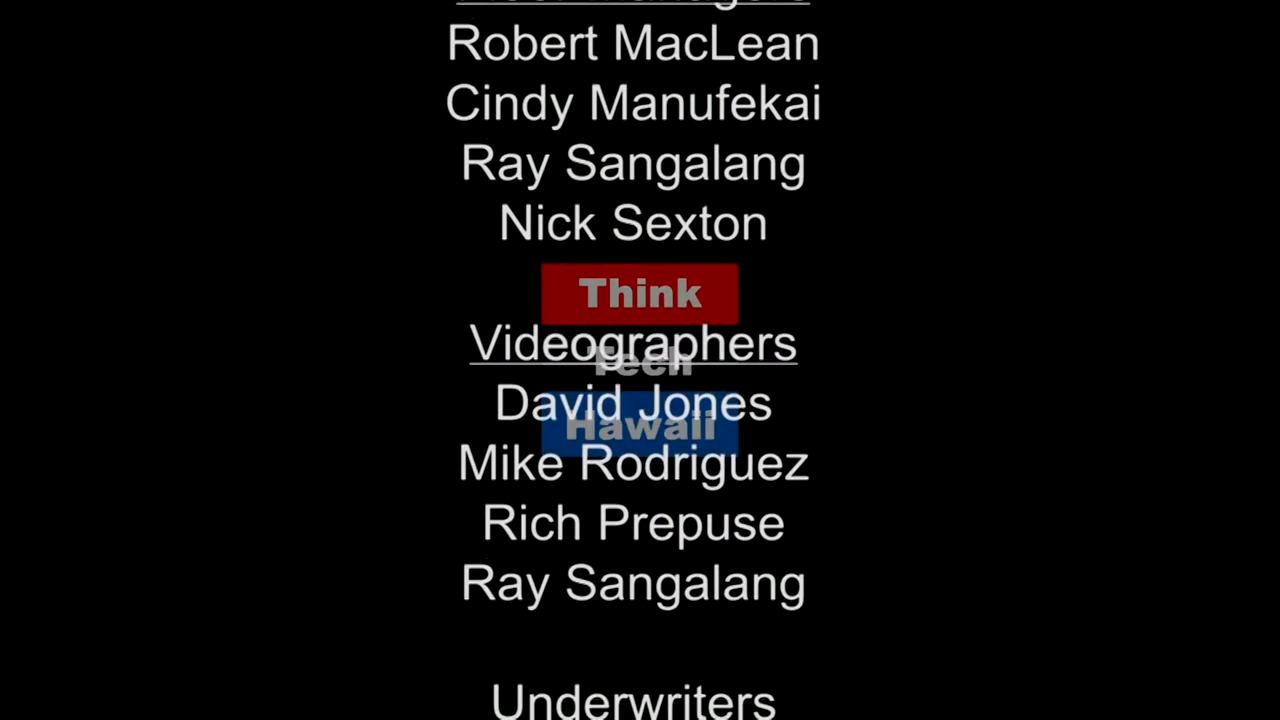 Robert MacLean
Cindy Manufekai
Ray Sangalang
Nick Sexton
Think
Videographers
Tech
David Jones
Hawaii
Mike Rodriguez
Rich Prepuse
Ray Sangalang
Underwriters